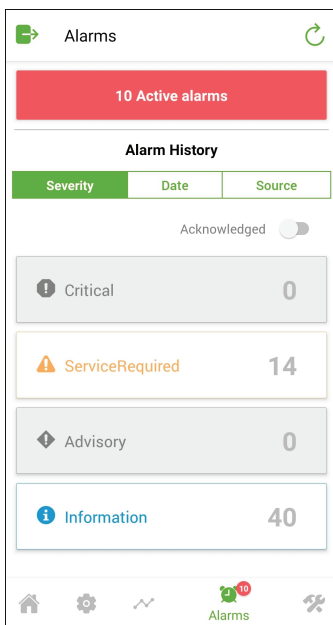 Alarms
10 Active alarms
Alarm History
Severity Date Source
Acknowledged
Critical 0
ServiceRequired 14
Advisory 0
Information 40
10
Alarms